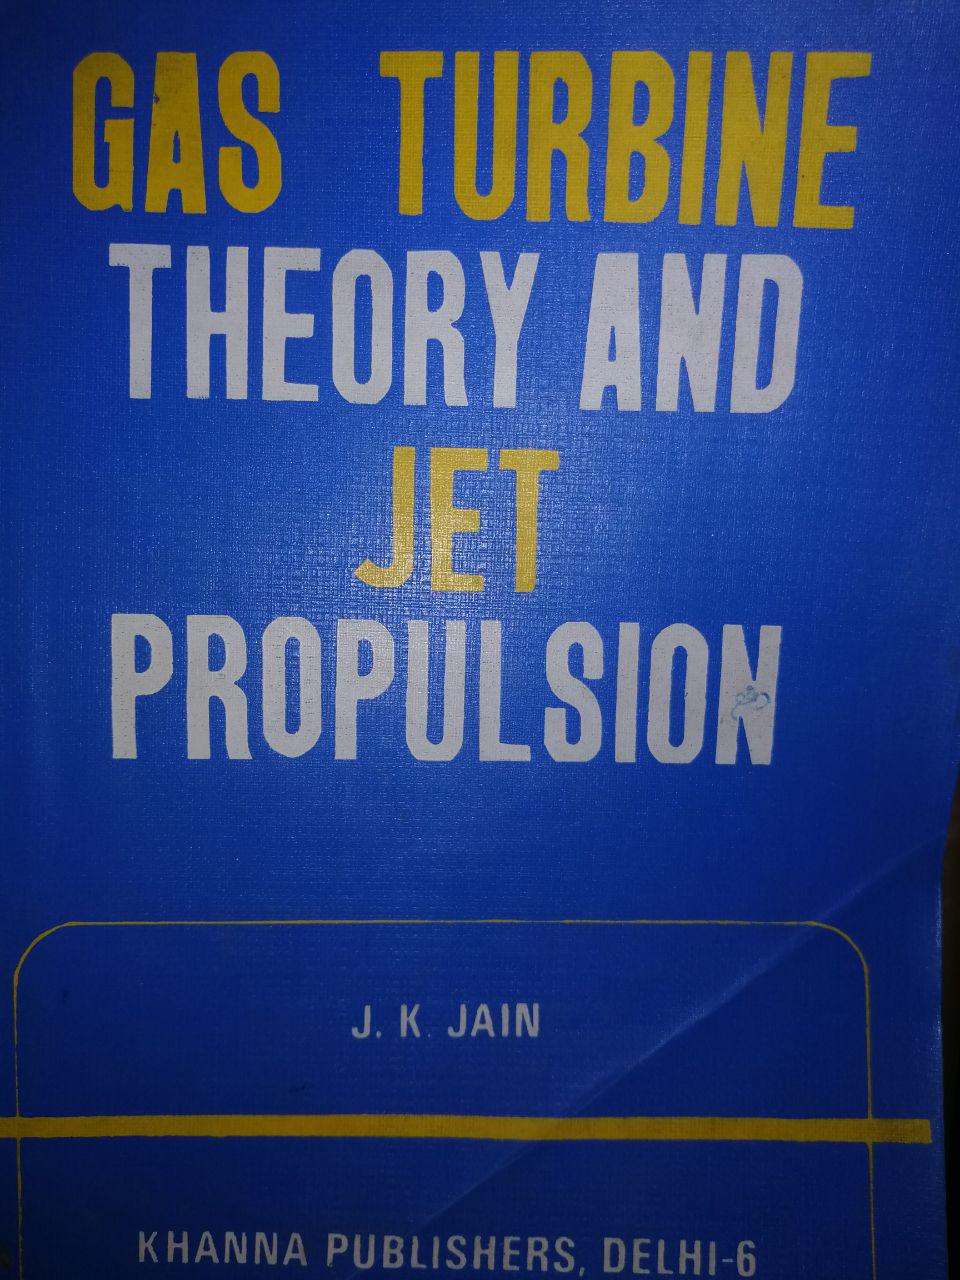 GAS TURBINE
THEORY AND
JET
PROPULSION
J. K. JAIN
KHANNA PUBLISHERS, DELHI-6